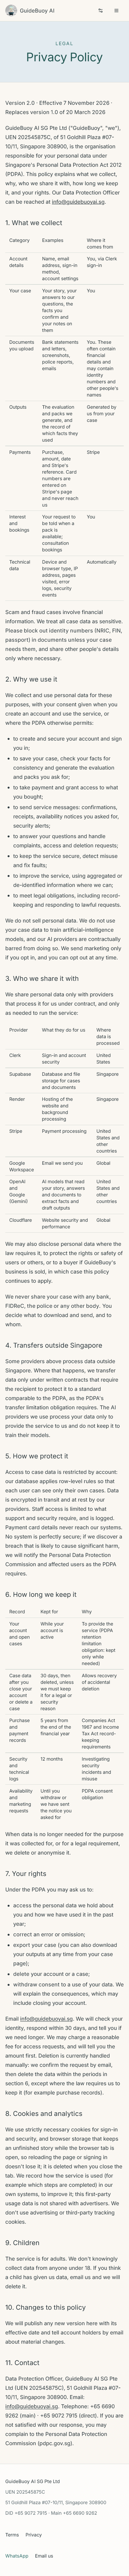 GuideBuoy AI
LEGAL
Privacy Policy
Version 2.0 · Effective 7 November 2026 ·
Replaces version 1.0 of 20 March 2026
GuideBuoy AI SG Pte Ltd ("GuideBuoy", "we"),
UEN 202545875C, of 51 Goldhill Plaza #07-
10/11, Singapore 308900, is the organisation
responsible for your personal data under
Singapore's Personal Data Protection Act 2012
(PDPA). This policy explains what we collect,
why, who we share it with, how long we keep
it, and your rights. Our Data Protection Officer
can be reached at info@guidebuoyai.sg.
1. What we collect
Category Examples Where it
comes from
Account
details
Name, email
address, sign-in
method,
account settings
You, via Clerk
sign-in
Your case
Your story, your
answers to our
questions, the
facts you
confirm and
your notes on
them
You
Documents
you upload
Bank statements
and letters,
screenshots,
police reports,
emails
You. These
often contain
financial
details and
may contain
identity
numbers and
other people's
names
Outputs
The evaluation
and packs we
generate, and
the record of
which facts they
used
Generated by
us from your
case
Payments
Purchase,
amount, date
and Stripe's
reference. Card
numbers are
entered on
Stripe's page
and never reach
us
Stripe
Interest
and
bookings
Your request to
be told when a
pack is
available;
consultation
bookings
You
Technical
data
Device and
browser type, IP
address, pages
visited, error
logs, security
events
Automatically
Scam and fraud cases involve financial
information. We treat all case data as sensitive.
Please block out identity numbers (NRIC, FIN,
passport) in documents unless your case
needs them, and share other people's details
only where necessary.
2. Why we use it
We collect and use personal data for these
purposes, with your consent given when you
create an account and use the service, or
where the PDPA otherwise permits:
• to create and secure your account and sign
you in;
• to save your case, check your facts for
consistency and generate the evaluation
and packs you ask for;
• to take payment and grant access to what
you bought;
• to send service messages: confirmations,
receipts, availability notices you asked for,
security alerts;
• to answer your questions and handle
complaints, access and deletion requests;
• to keep the service secure, detect misuse
and fix faults;
• to improve the service, using aggregated or
de-identified information where we can;
• to meet legal obligations, including record-
keeping and responding to lawful requests.
We do not sell personal data. We do not use
your case data to train artificial-intelligence
models, and our AI providers are contractually
prevented from doing so. We send marketing only
if you opt in, and you can opt out at any time.
3. Who we share it with
We share personal data only with providers
who process it for us under contract, and only
as needed to run the service:
Provider What they do for us Where
data is
processed
Clerk Sign-in and account
security
United
States
Supabase Database and file
storage for cases
and documents
Singapore
Render Hosting of the
website and
background
processing
Singapore
Stripe Payment processing United
States and
other
countries
Google
Workspace
Email we send you Global
OpenAI
and
Google
(Gemini)
AI models that read
your story, answers
and documents to
extract facts and
draft outputs
United
States and
other
countries
Cloudflare Website security and
performance
Global
We may also disclose personal data where the
law requires it, to protect the rights or safety of
users or others, or to a buyer if GuideBuoy's
business is sold, in which case this policy
continues to apply.
We never share your case with any bank,
FIDReC, the police or any other body. You
decide what to download and send, and to
whom.
4. Transfers outside Singapore
Some providers above process data outside
Singapore. Where that happens, we transfer
data only under written contracts that require
the recipient to protect it to a standard
comparable to the PDPA, as the PDPA's
transfer limitation obligation requires. The AI
providers we use process your data only to
provide the service to us and do not keep it to
train their models.
5. How we protect it
Access to case data is restricted by account:
the database applies row-level rules so that
each user can see only their own cases. Data
is encrypted in transit and at rest by our
providers. Staff access is limited to what
support and security require, and is logged.
Payment card details never reach our systems.
No system is perfectly secure; if we discover a
breach that is likely to cause significant harm,
we will notify the Personal Data Protection
Commission and affected users as the PDPA
requires.
6. How long we keep it
Record Kept for Why
Your
account
and open
cases
While your
account is
active
To provide the
service (PDPA
retention
limitation
obligation: kept
only while
needed)
Case data
after you
close your
account or
delete a
case
30 days, then
deleted, unless
we must keep
it for a legal or
security
reason
Allows recovery
of accidental
deletion
Purchase
and
payment
records
5 years from
the end of the
financial year
Companies Act
1967 and Income
Tax Act record-
keeping
requirements
Security
and
technical
logs
12 months Investigating
security
incidents and
misuse
Availability
and
marketing
requests
Until you
withdraw or
we have sent
the notice you
asked for
PDPA consent
obligation
When data is no longer needed for the purpose
it was collected for, or for a legal requirement,
we delete or anonymise it.
7. Your rights
Under the PDPA you may ask us to:
• access the personal data we hold about
you and how we have used it in the past
year;
• correct an error or omission;
• export your case (you can also download
your outputs at any time from your case
page);
• delete your account or a case;
• withdraw consent to a use of your data. We
will explain the consequences, which may
include closing your account.
Email info@guidebuoyai.sg. We will check your
identity, respond within 30 days, and tell you if
we need longer. We may charge a reasonable
fee for access requests, and will tell you the
amount first. Deletion is currently handled
manually: we confirm the request by email,
then delete the data within the periods in
section 6, except where the law requires us to
keep it (for example purchase records).
8. Cookies and analytics
We use strictly necessary cookies for sign-in
and security, and short-lived storage that keeps
an unfinished story on the browser tab is
open, so reloading the page or signing in
doesn't lose it; it is deleted when you close the
tab. We record how the service is used (for
example which steps are completed) in our
own systems, to improve it. This first-party
usage data is not shared with advertisers. We
don't use advertising or third-party tracking
cookies.
9. Children
The service is for adults. We don't knowingly
collect data from anyone under 18. If you think
a child has given us data, email us and we will
delete it.
10. Changes to this policy
We will publish any new version here with its
effective date and tell account holders by email
about material changes.
11. Contact
Data Protection Officer, GuideBuoy AI SG Pte
Ltd (UEN 202545875C), 51 Goldhill Plaza #07-
10/11, Singapore 308900. Email:
info@guidebuoyai.sg. Telephone: +65 6690
9262 (main) · +65 9072 7915 (direct). If you are
not satisfied with our response, you may
complain to the Personal Data Protection
Commission (pdpc.gov.sg).
GuideBuoy AI SG Pte Ltd
UEN 202545875C
51 Goldhill Plaza #07-10/11, Singapore 308900
DID +65 9072 7915 · Main +65 6690 9262
Terms Privacy
WhatsApp Email us